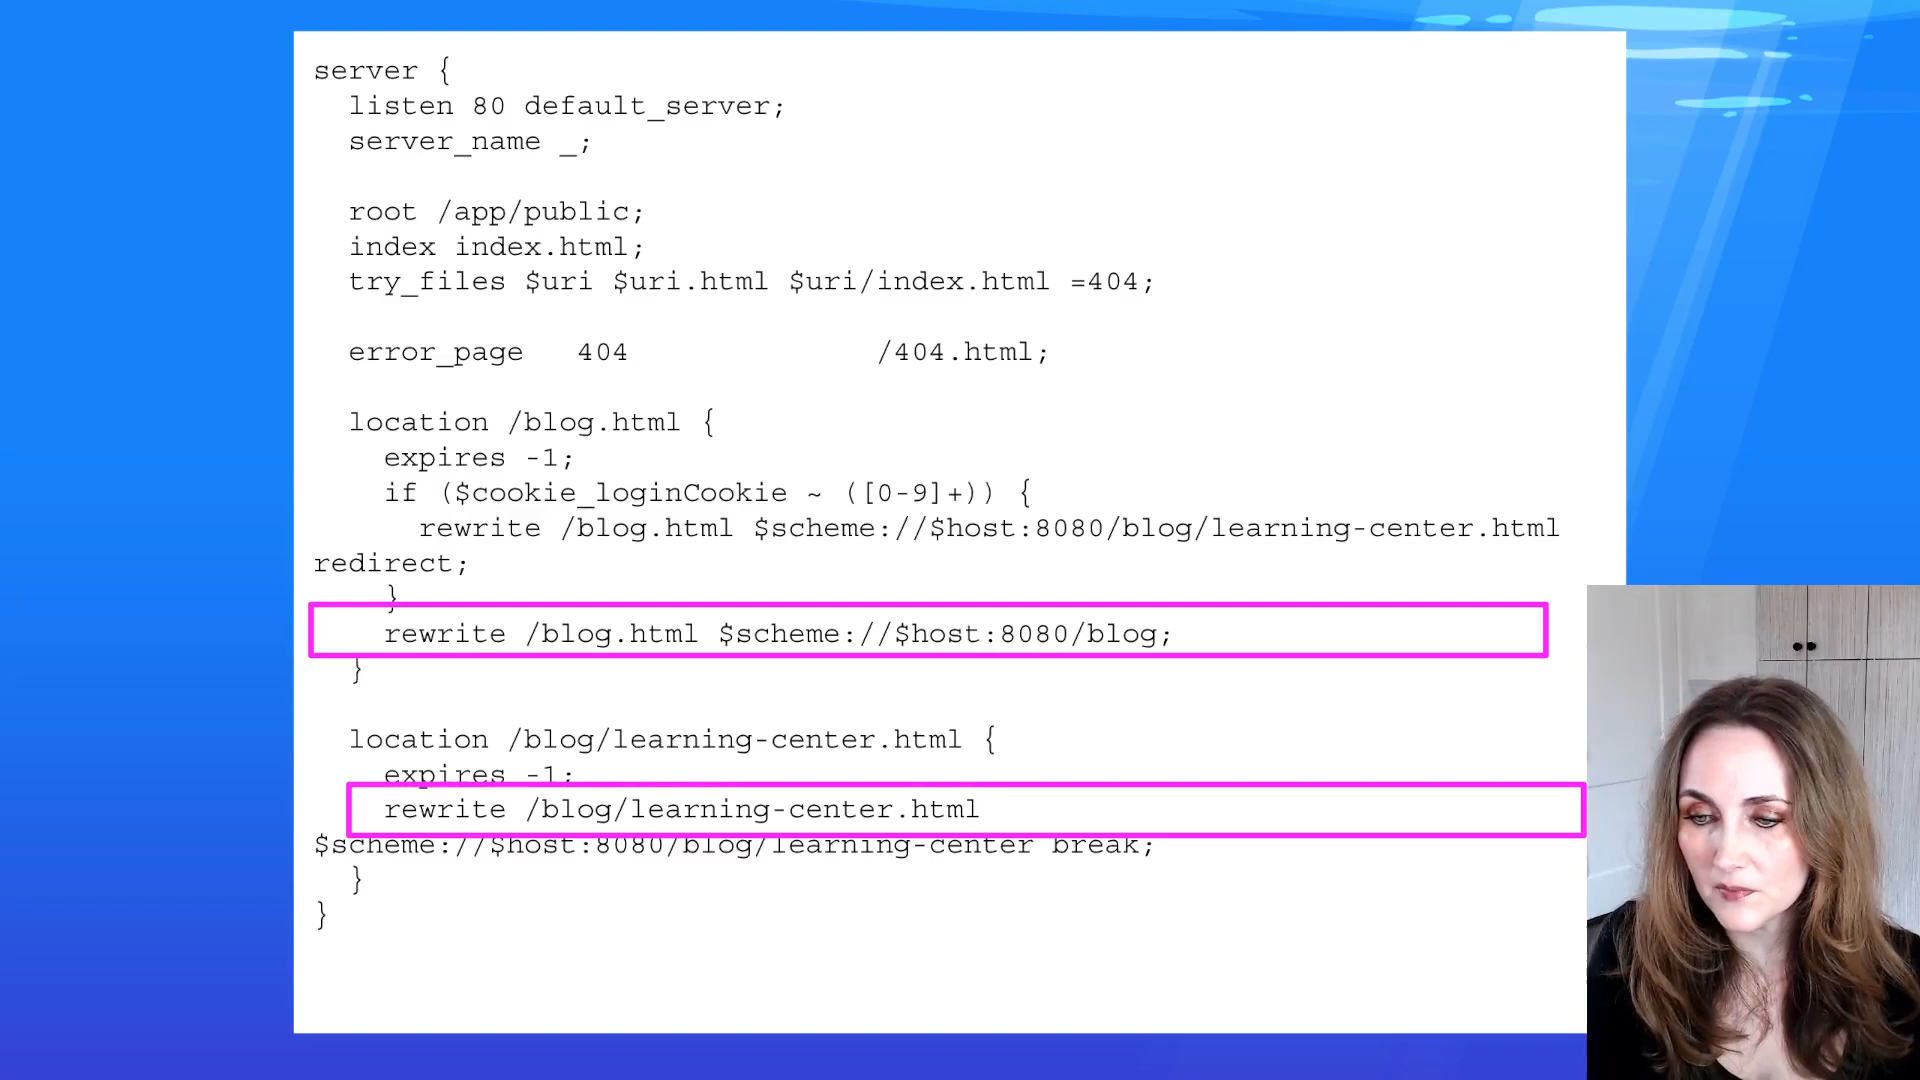 server {
listen 80 default_server;
server_name _;
root /app/public;
index index.html;
try_files $uri $uri.html $uri/index.html =404;
error_page 404 /404.html;
location /blog.html {
expires -1;
if ($cookie_loginCookie ~ ([0-9]+)) {
rewrite /blog.html $scheme://$host:8080/blog/learning-center.html
redirect;
}
rewrite /blog.html $scheme://$host:8080/blog;
}
location /blog/learning-center.html {
expires -1;
rewrite /blog/learning-center.html
$scheme://$host:8080/blog/learning-center break;
}
}